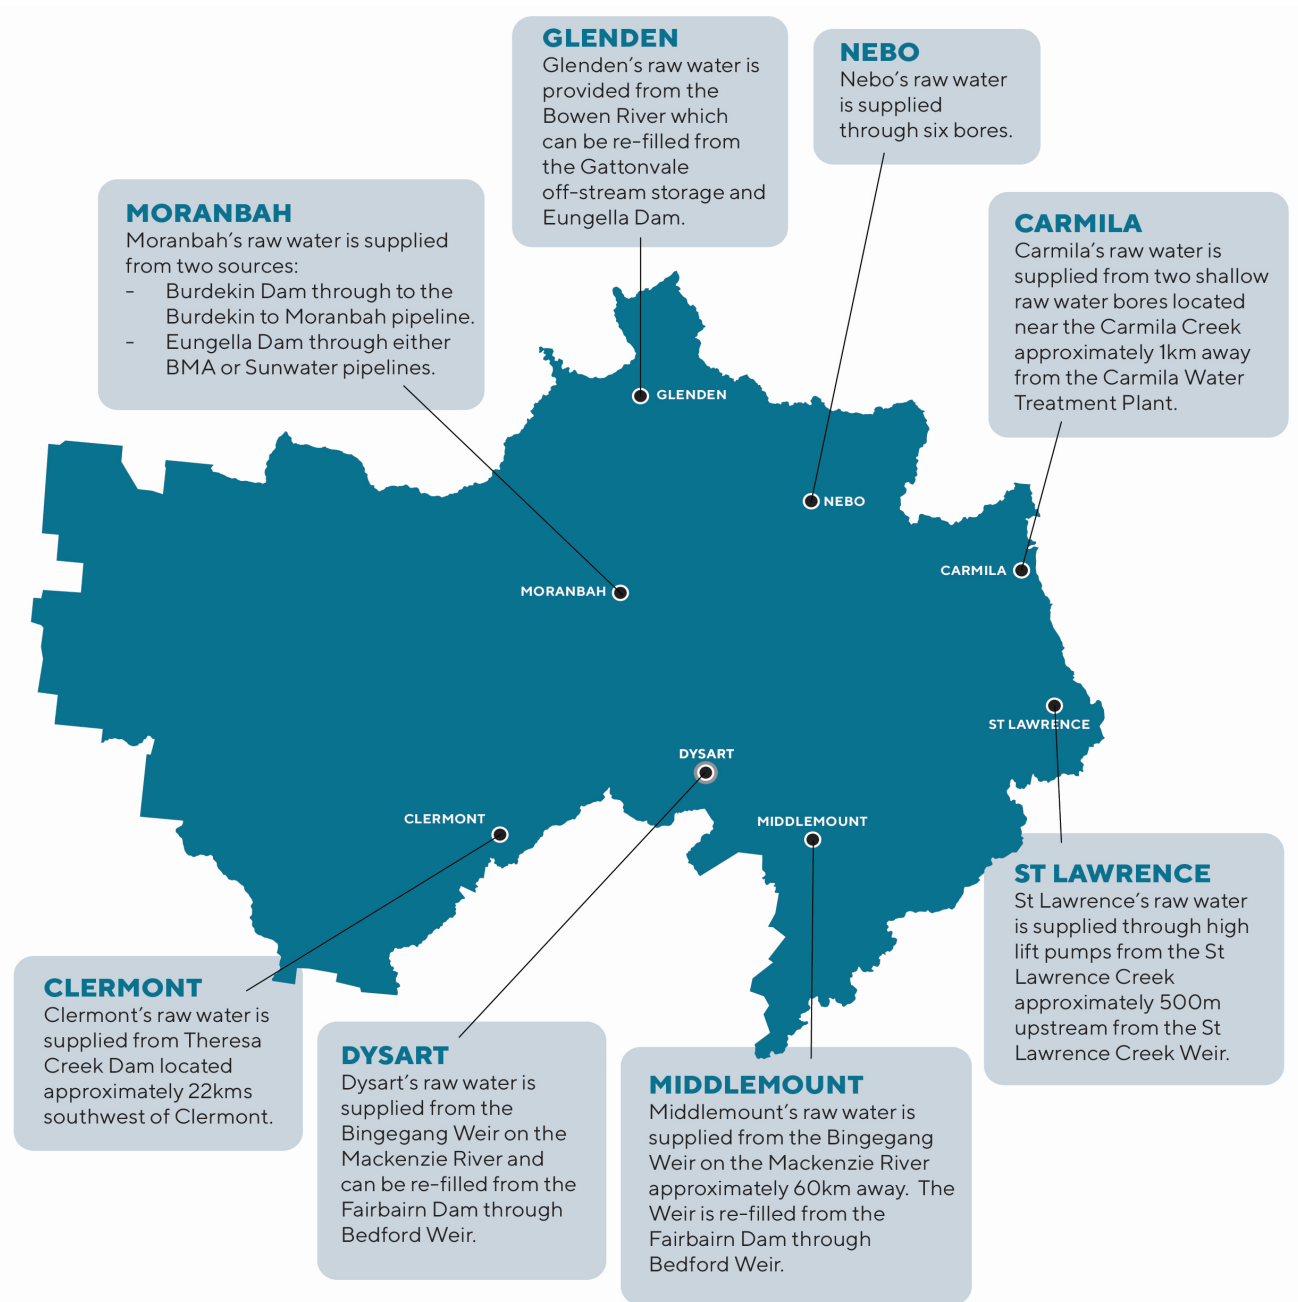 GLENDEN
Glenden's raw water is
provided from the
Bowen River which
can be re-filled from
the Gattonvale
off-stream storage and
Eungella Dam.
NEBO
Nebo's raw water
is supplied
through six bores.
MORANBAH
Moranbah's raw water is supplied
from two sources:
- Burdekin Dam through to the
Burdekin to Moranbah pipeline.
- Eungella Dam through either
BMA or Sunwater pipelines.
CARMILA
Carmila's raw water is
supplied from two shallow
raw water bores located
near the Carmila Creek
approximately 1km away
from the Carmila Water
Treatment Plant.
GLENDEN
NEBO
CARMILA
MORANBAH
ST LAWRENCE
DYSART
CLERMONT
MIDDLEMOUNT
ST LAWRENCE
St Lawrence's raw water
is supplied through high
lift pumps from the St
Lawrence Creek
approximately 500m
upstream from the St
Lawrence Creek Weir.
CLERMONT
Clermont's raw water is
supplied from Theresa
Creek Dam located
approximately 22kms
southwest of Clermont.
DYSART
Dysart's raw water is
supplied from the
Bingegang Weir on the
Mackenzie River and
can be re-filled from the
Fairbairn Dam through
Bedford Weir.
MIDDLEMOUNT
Middlemount's raw water is
supplied from the Bingegang
Weir on the Mackenzie River
approximately 60km away. The
Weir is re-filled from the
Fairbairn Dam through
Bedford Weir.